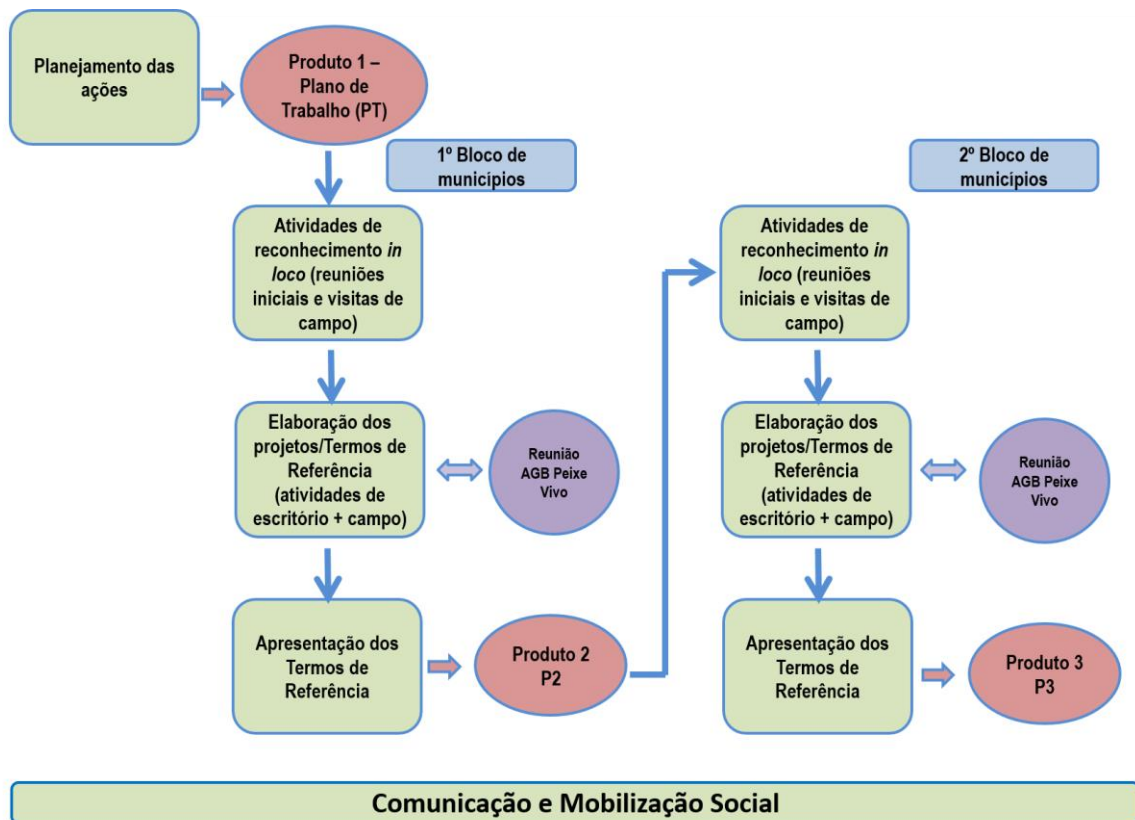 Planejamento das
ações
Produto 1 –
Plano de
Trabalho (PT)
1º Bloco de
municípios
Atividades de
reconhecimento in
loco (reuniões
iniciais e visitas de
campo)
Elaboração dos
projetos/Termos de
Referência
(atividades de
escritório + campo)
Reunião
AGB Peixe
Vivo
Apresentação dos
Termos de
Referência
Produto 2
P2
2º Bloco de
municípios
Atividades de
reconhecimento in
loco (reuniões
iniciais e visitas de
campo)
Elaboração dos
projetos/Termos de
Referência
(atividades de
escritório + campo)
Reunião
AGB Peixe
Vivo
Apresentação dos
Termos de
Referência
Produto 3
P3
Comunicação e Mobilização Social